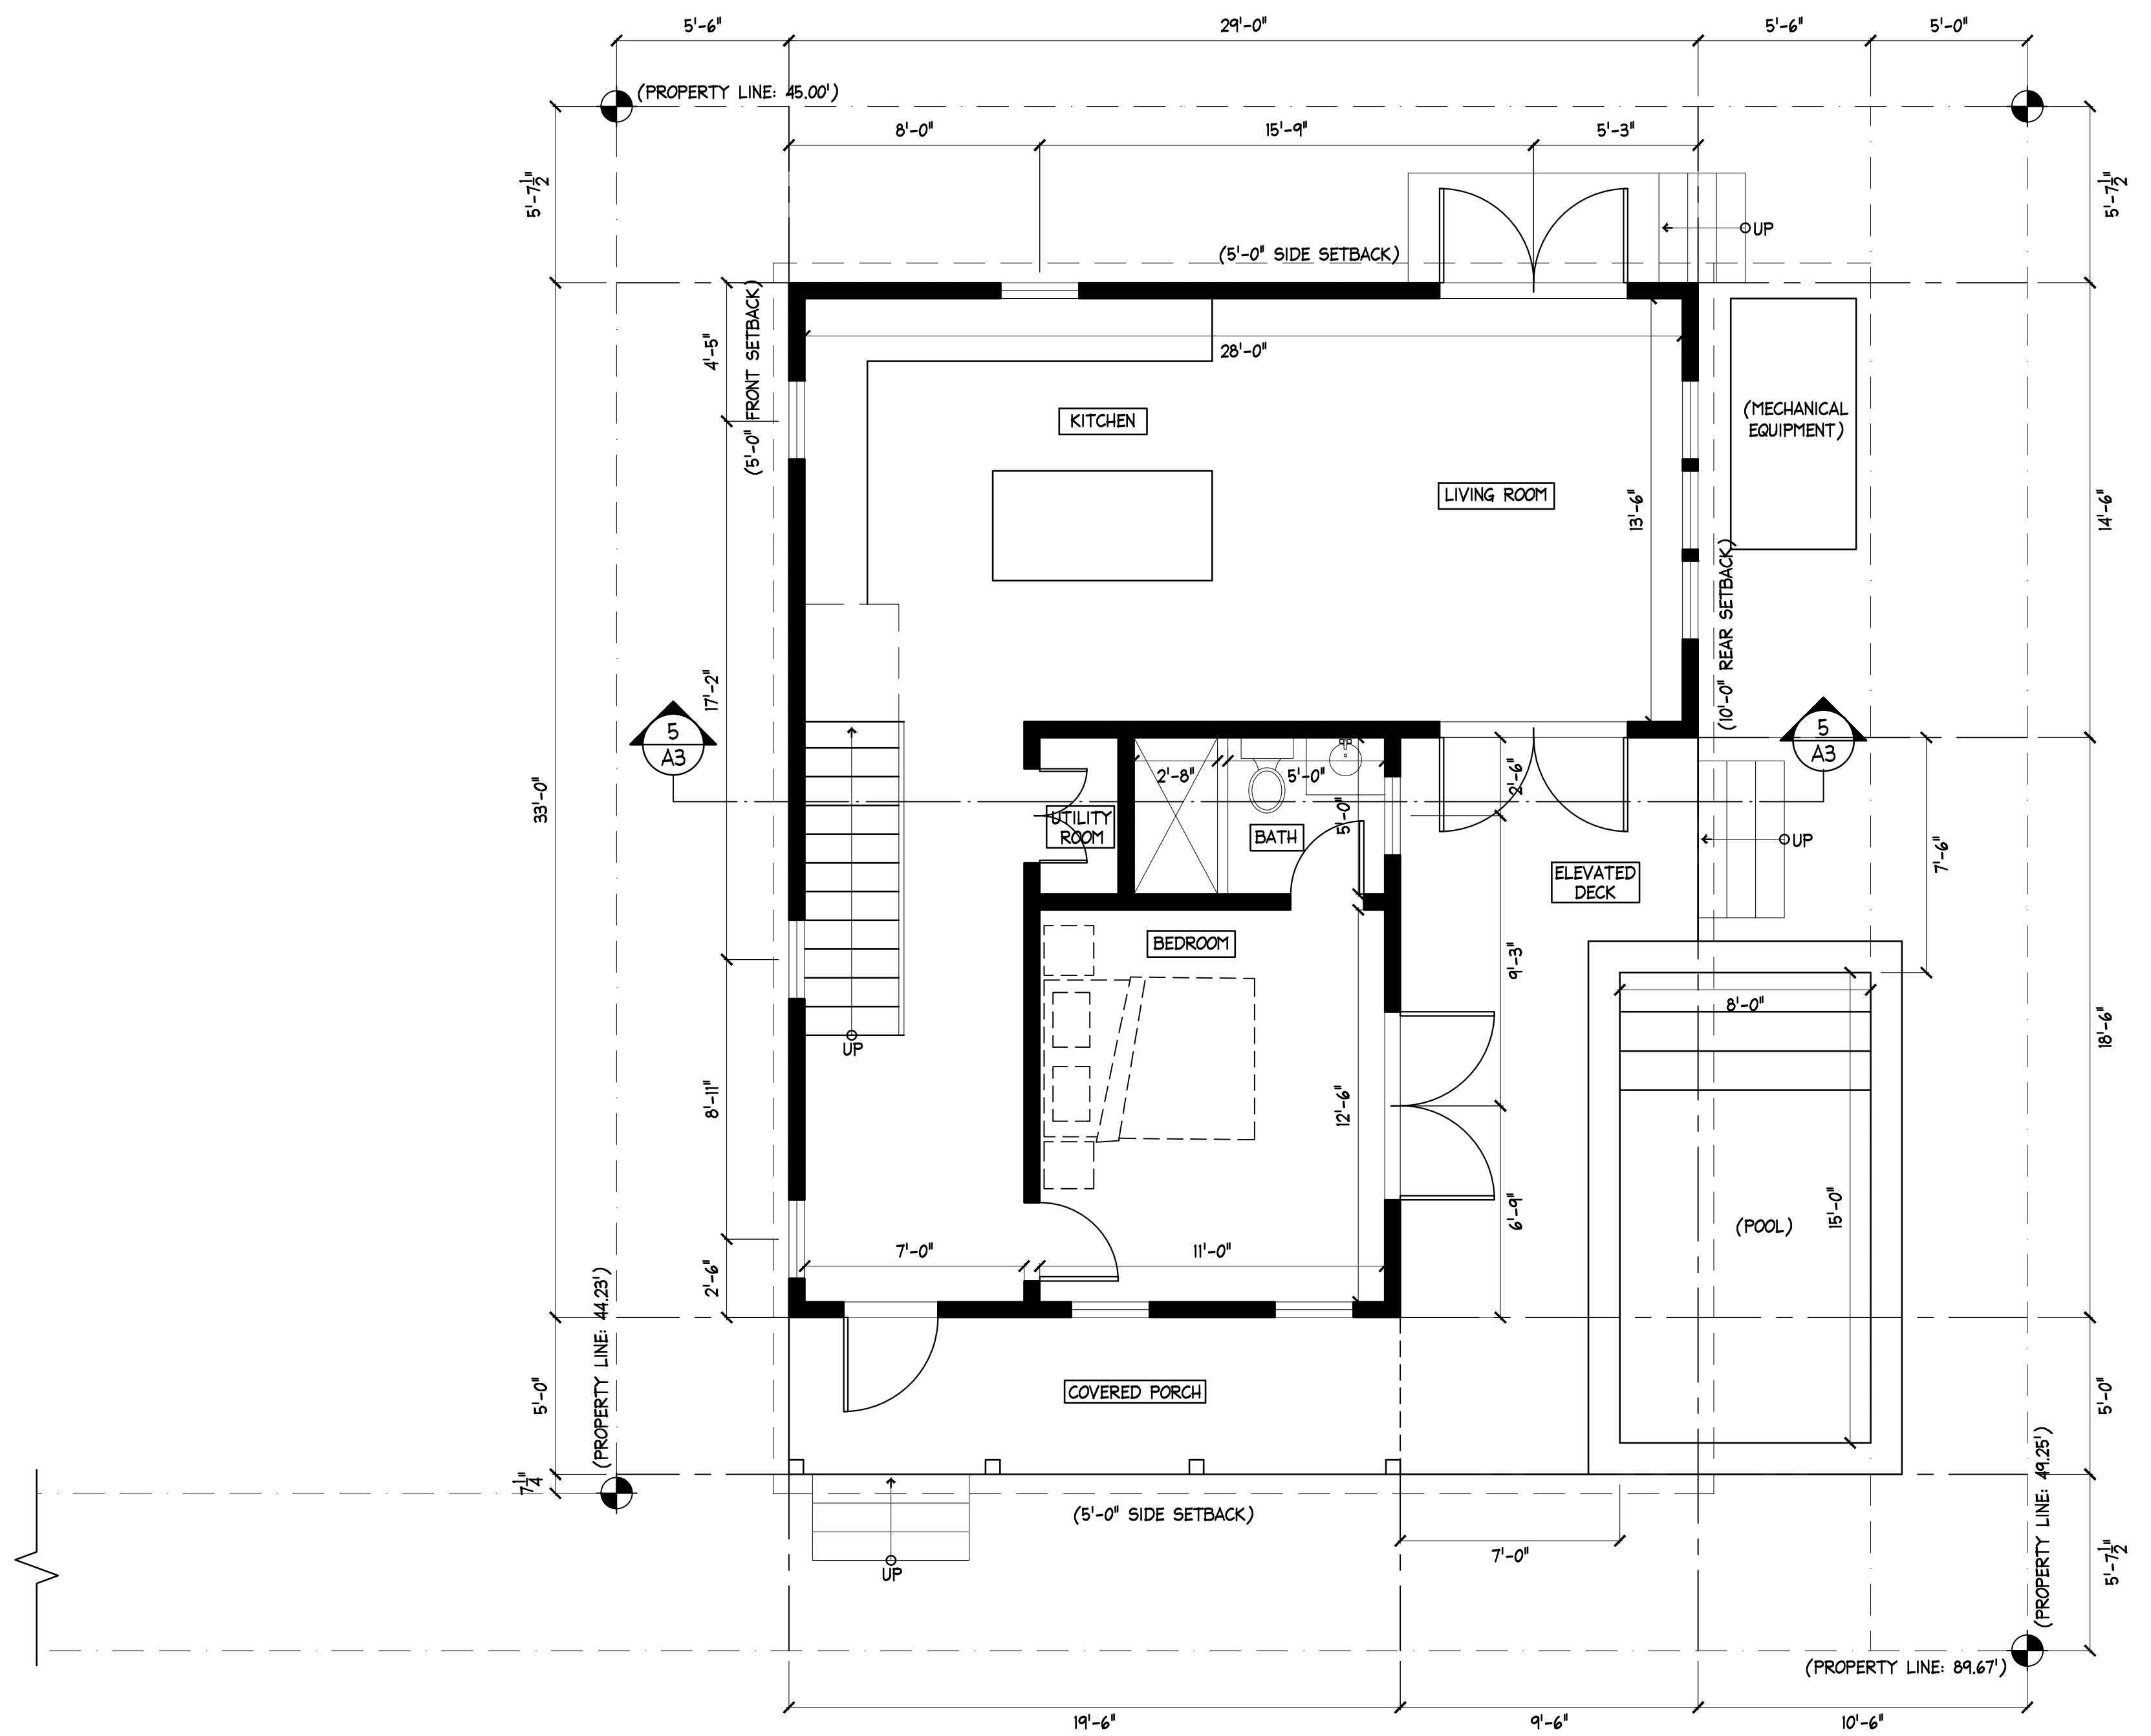 5'-6"
29'-0"
5'-6"
5'-0"
(PROPERTY LINE: 45.00')
8'-0"
15'-9"
5'-3"
5'-7 1/2"
5'-7 1/2"
UP
(5'-0" SIDE SETBACK)
(5'-0" FRONT SETBACK)
4'-5"
28'-0"
KITCHEN
(MECHANICAL
EQUIPMENT)
LIVING ROOM
13'-6"
14'-6"
(10'-0" REAR SETBACK)
17'-2"
5
A3
5
A3
33'-0"
2'-8"
5'-0"
2'-6"
5'-0"
UTILITY
ROOM
BATH
UP
7'-6"
ELEVATED
DECK
BEDROOM
9'-3"
8'-0"
UP
18'-6"
8'-11"
12'-6"
6'-9"
15'-0"
(POOL)
7'-0"
11'-0"
2'-6"
(PROPERTY LINE: 44.23')
5'-0"
COVERED PORCH
5'-0"
7 1/4"
(5'-0" SIDE SETBACK)
(PROPERTY LINE: 49.25')
7'-0"
5'-7 1/2"
UP
(PROPERTY LINE: 89.67')
19'-6"
9'-6"
10'-6"